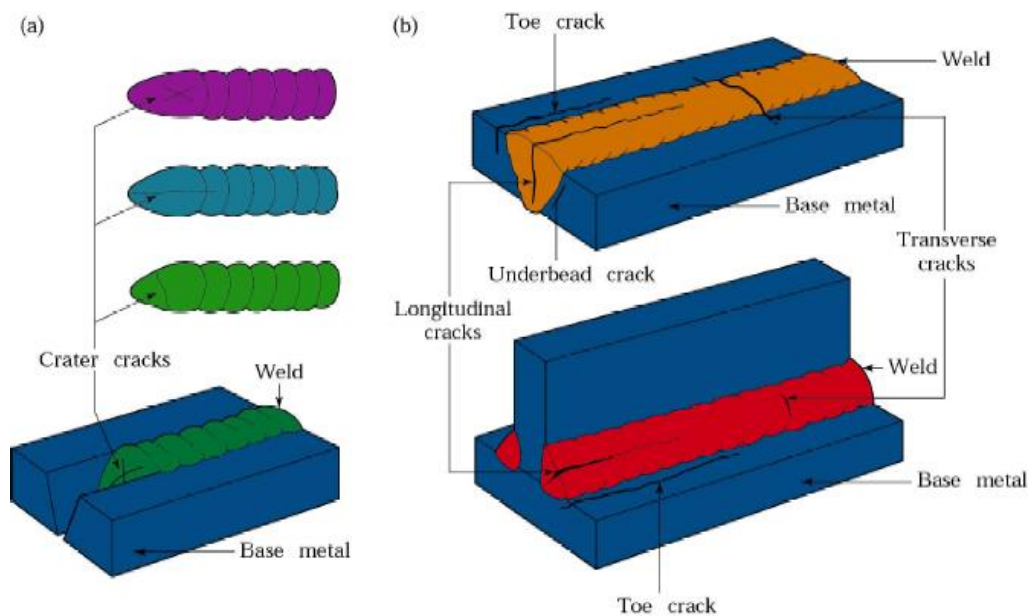 (a)
Crater cracks
Weld
Base metal
(b)
Toe crack
Weld
Base metal
Transverse
cracks
Underbead crack
Longitudinal
cracks
Weld
Base metal
Toe crack